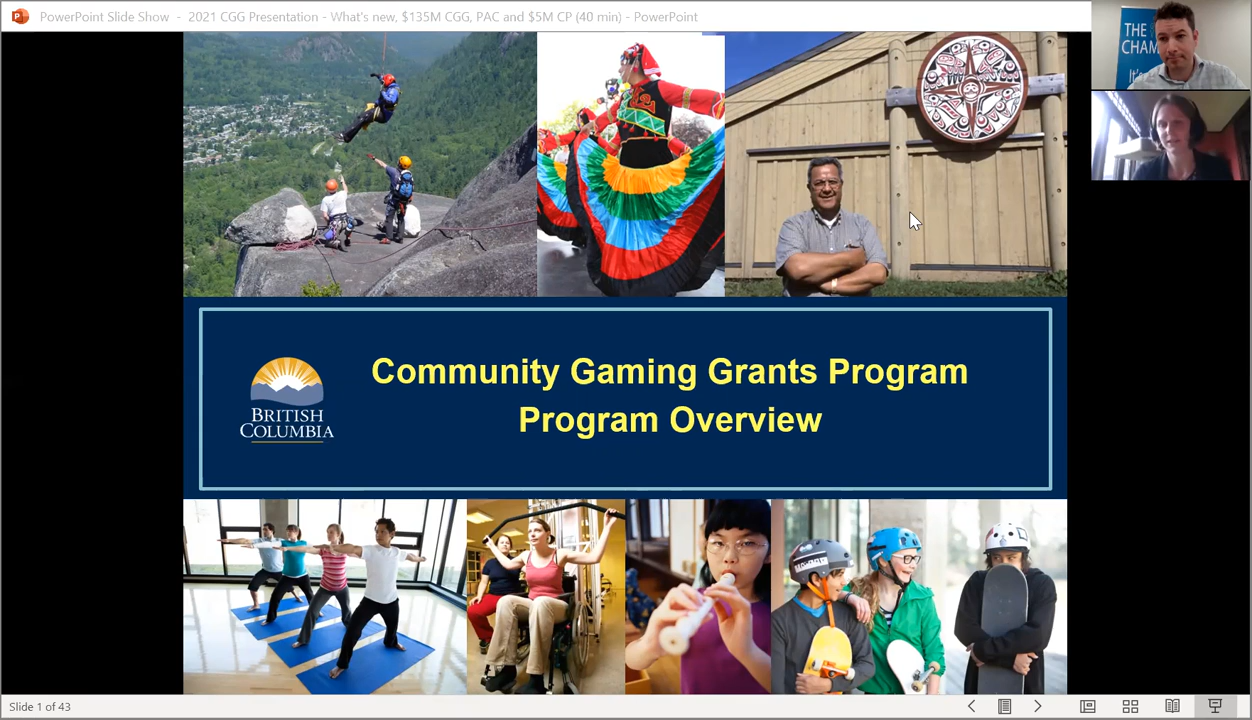 PowerPoint Slide Show - 2021 CGG Presentation - What's new, $135M CGG, PAC and $5M CP (40 min) - PowerPoint
THE
CHAM
It's
Community Gaming Grants Program
Program Overview
BRITISH
COLUMBIA
Slide 1 of 43